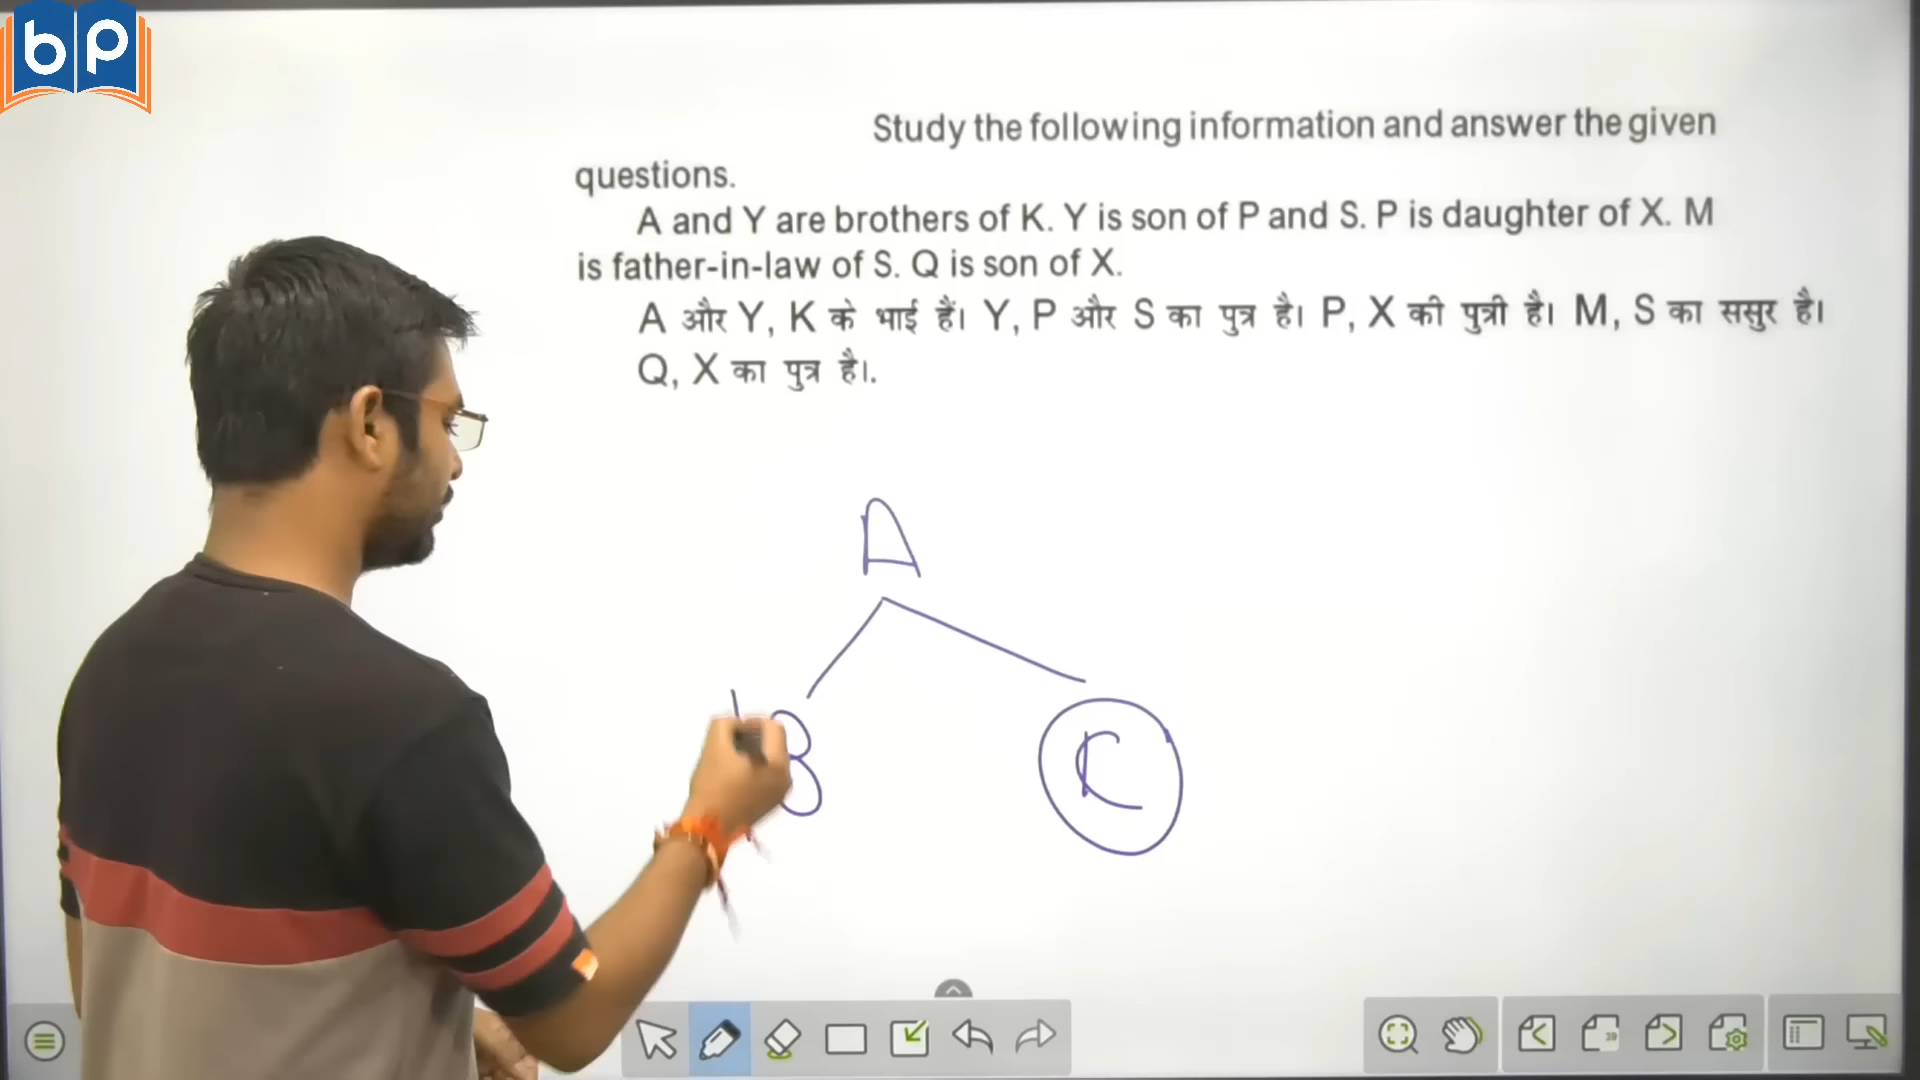 bp
Study the following information and answer the given
questions.
A and Y are brothers of K. Y is son of P and S. P is daughter of X. M
is father-in-law of S. Q is son of X.
A और Y, K के भाई हैं। Y, P और S का पुत्र है। P, X की पुत्री है। M, S का ससुर है।
Q, X का पुत्र है।.
A
B
C
39